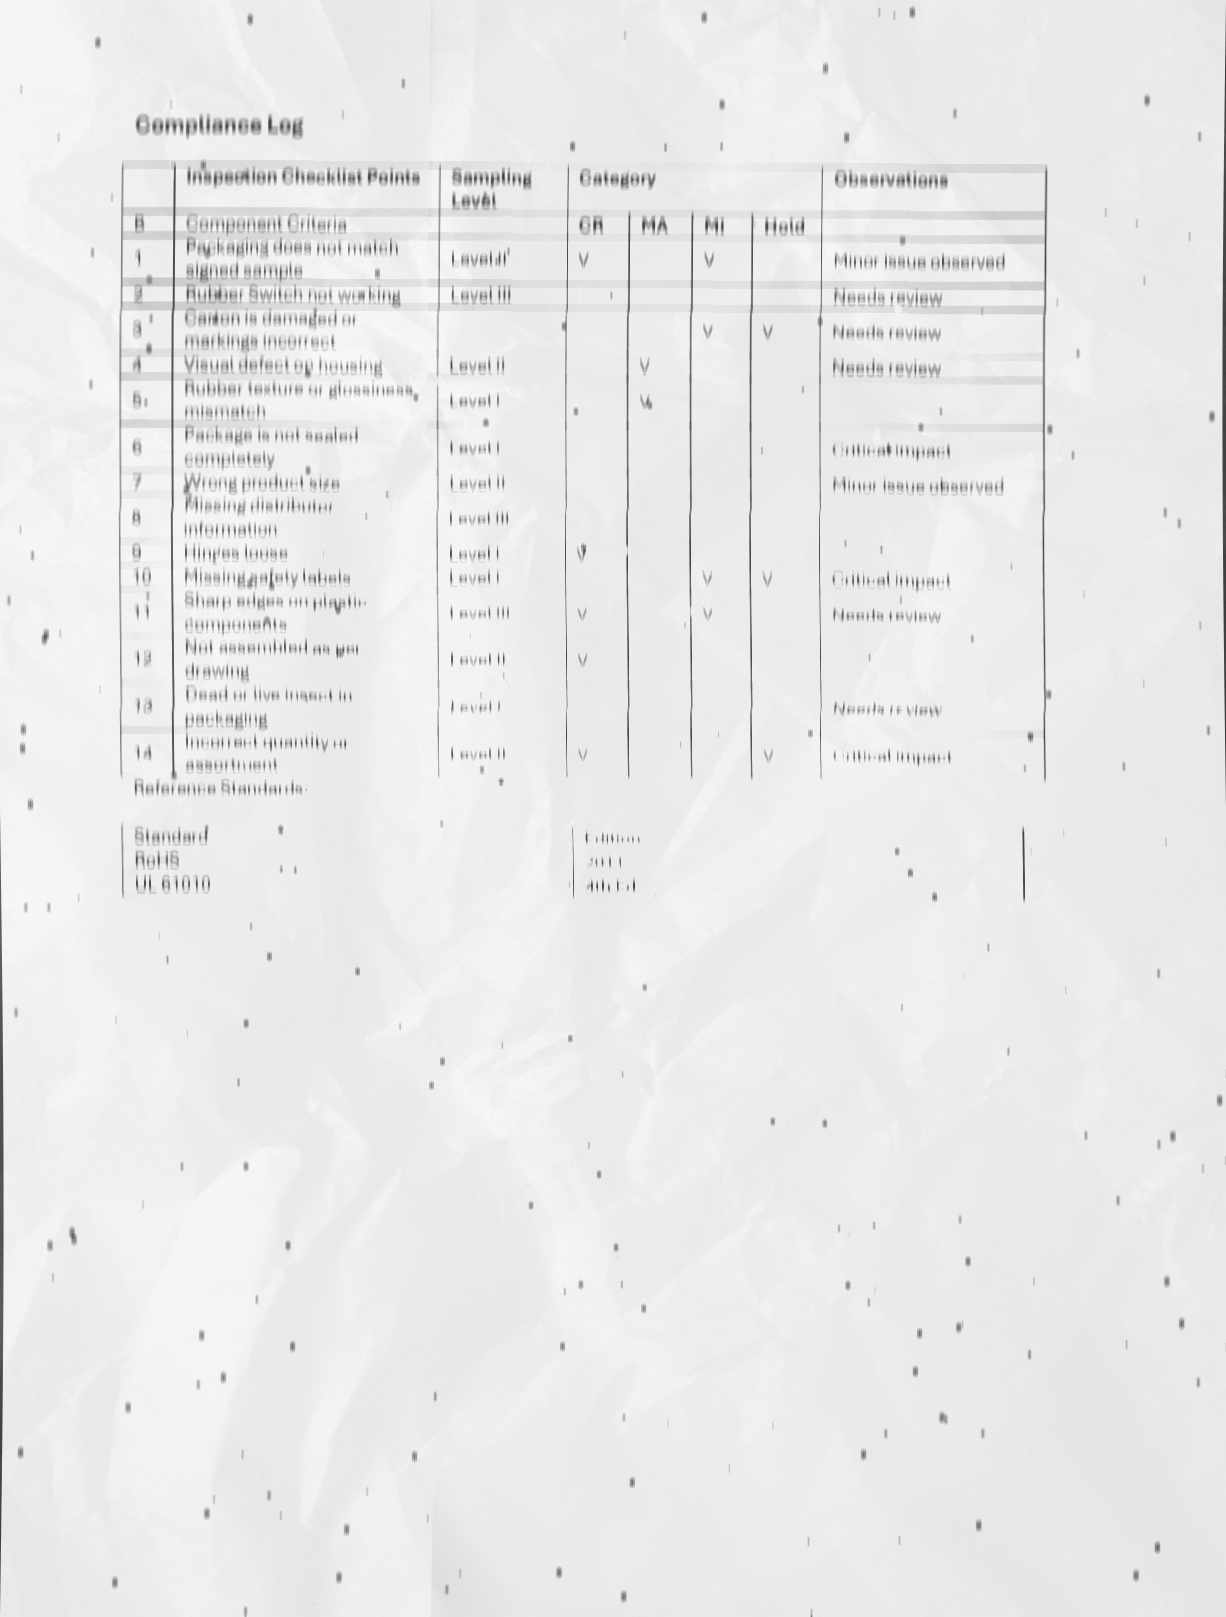 Compliance Log
Inspection Checklist Points Sampling Category Observations
Level
B Component Criteria CR MA MI Hold
Packaging does not match
1 Level II V V Minor issue observed
signed sample
2 Rubber Switch not working Level III Needs review
Carton is damaged or
3 V V Needs review
markings incorrect
4 Visual defect on housing Level II V Needs review
Rubber texture or glossiness
5 Level I V
mismatch
Package is not sealed
6 Level I Critical impact
completely
7 Wrong product size Level II Minor issue observed
Missing distributor
8 Level III
information
9 Hinges loose Level I V
10 Missing safety labels Level I V V Critical impact
Sharp edges on plastic
11 Level III V V Needs review
components
Not assembled as per
12 Level II V
drawing
Dead or live insect in
13 Level I Needs review
packaging
Incorrect quantity or
14 Level II V V Critical impact
assortment
Reference Standards
Standard Edition
RoHS
UL 61010